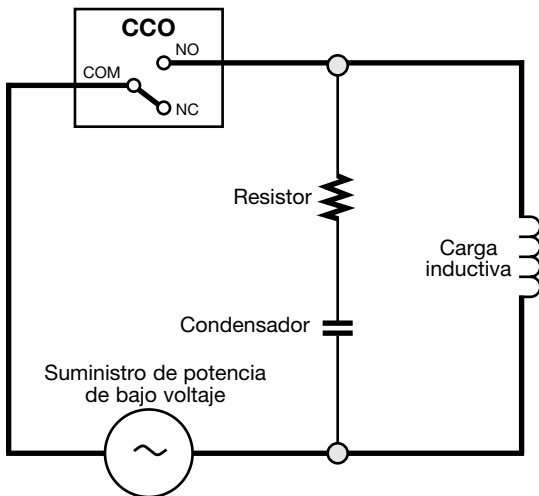 CCO
NO
COM
NC
Resistor
Carga
inductiva
Condensador
Suministro de potencia
de bajo voltaje